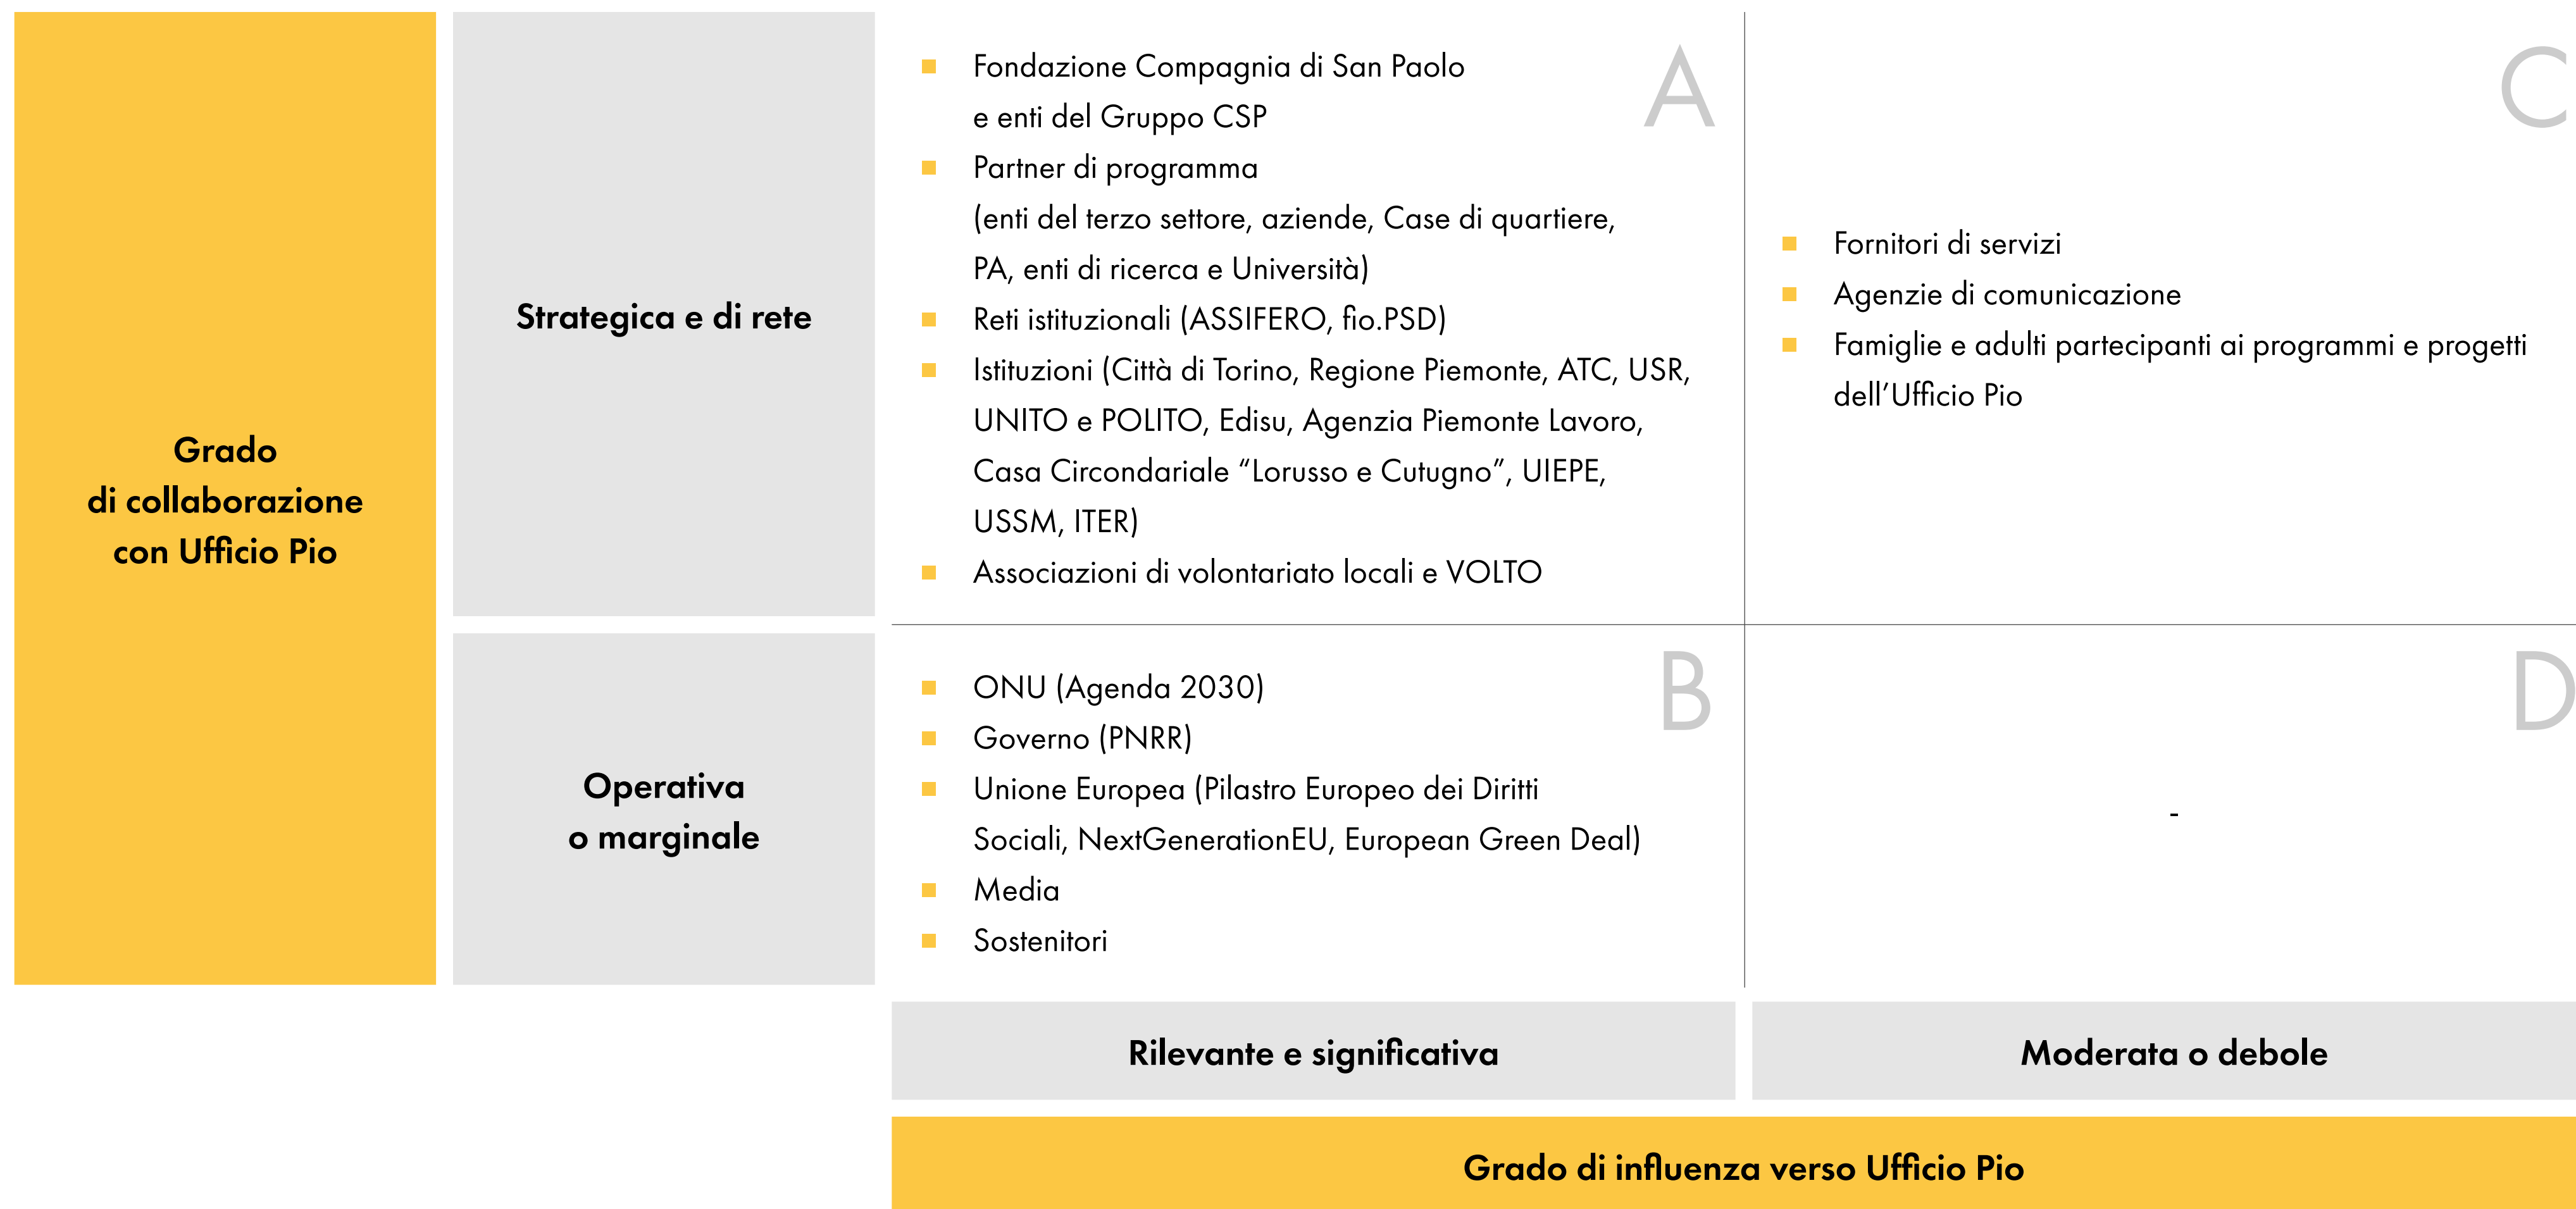 Grado
di collaborazione
con Ufficio Pio
Strategica e di rete
A
Fondazione Compagnia di San Paolo
e enti del Gruppo CSP
Partner di programma
(enti del terzo settore, aziende, Case di quartiere,
PA, enti di ricerca e Università)
Reti istituzionali (ASSIFERO, fio.PSD)
Istituzioni (Città di Torino, Regione Piemonte, ATC, USR,
UNITO e POLITO, Edisu, Agenzia Piemonte Lavoro,
Casa Circondariale “Lorusso e Cutugno”, UIEPE,
USSM, ITER)
Associazioni di volontariato locali e VOLTO
C
Fornitori di servizi
Agenzie di comunicazione
Famiglie e adulti partecipanti ai programmi e progetti
dell’Ufficio Pio
Operativa
o marginale
B
ONU (Agenda 2030)
Governo (PNRR)
Unione Europea (Pilastro Europeo dei Diritti
Sociali, NextGenerationEU, European Green Deal)
Media
Sostenitori
D
-
Rilevante e significativa
Moderata o debole
Grado di influenza verso Ufficio Pio